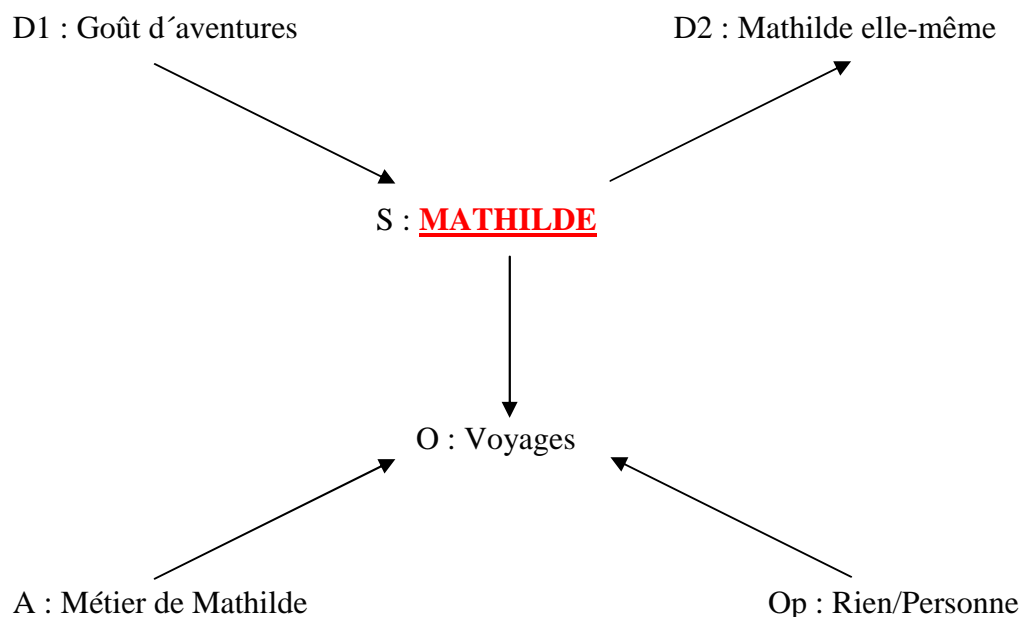 D1 : Goût d´aventures
D2 : Mathilde elle-même
S : MATHILDE
O : Voyages
A : Métier de Mathilde
Op : Rien/Personne